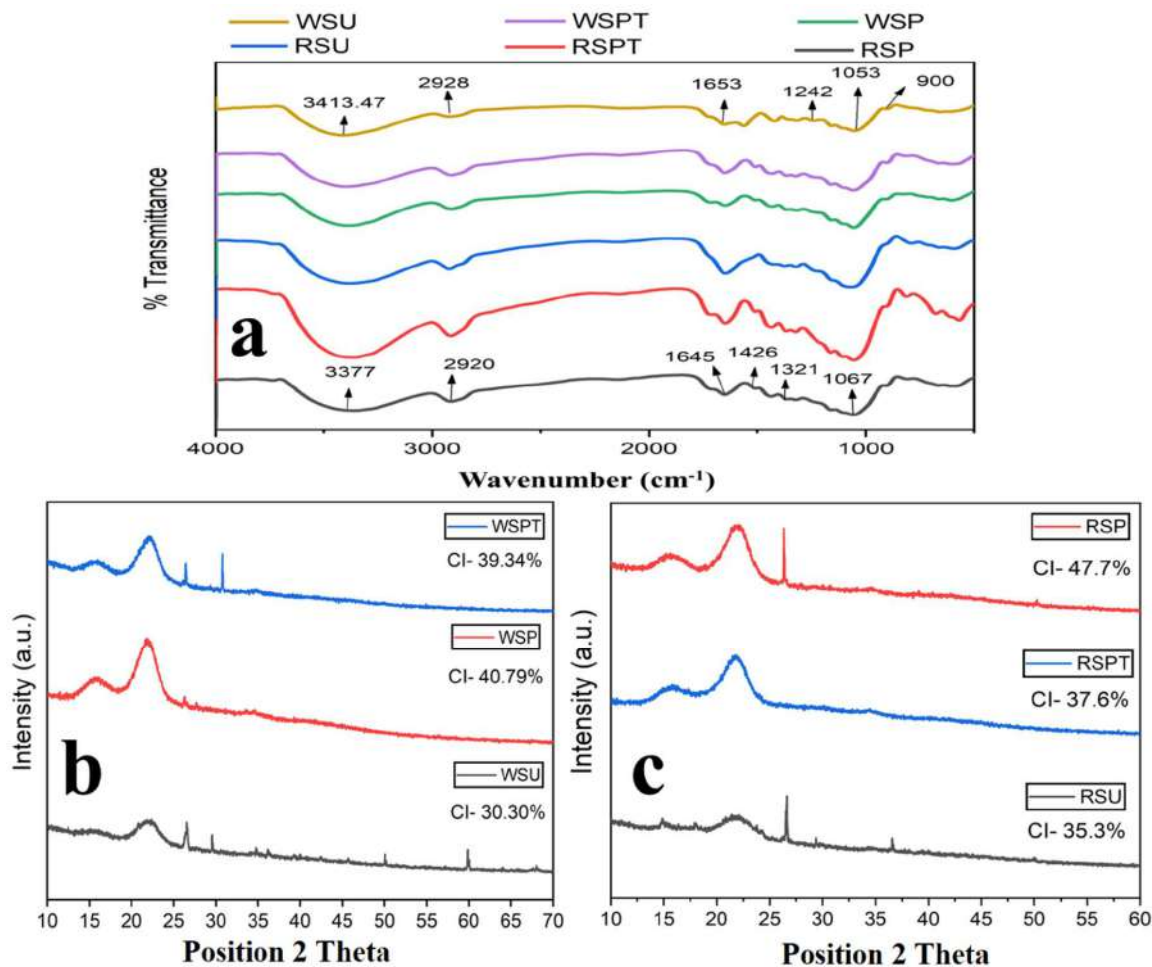 WSU WSPT WSP
RSU RSPT RSP
3413.47 2928 1653 1242 1053 900
% Transmittance
a
3377 2920 1645 1426 1321 1067
4000 3000 2000 1000
Wavenumber (cm⁻¹)
WSPT
CI- 39.34%
WSP
CI- 40.79%
WSU
CI- 30.30%
Intensity (a.u.)
b
10 15 20 25 30 35 40 45 50 55 60 65 70
Position 2 Theta
RSP
CI- 47.7%
RSPT
CI- 37.6%
RSU
CI- 35.3%
Intensity (a.u.)
c
10 15 20 25 30 35 40 45 50 55 60
Position 2 Theta